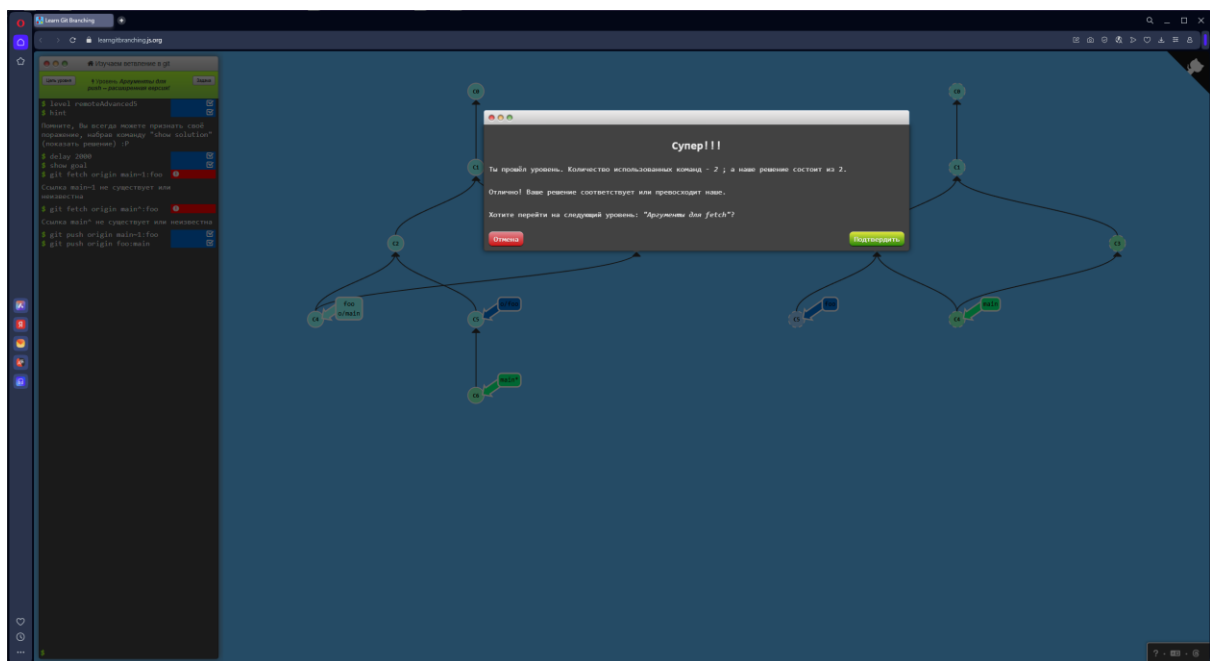 Learn Git Branching
learngitbranching.js.org
Изучаем ветвление в git
Цель уровня
Уровень Аргументы для push — расширенная версия!
Задача
$ level remoteAdvanced5
$ hint
Помните, Вы всегда можете признать своё
поражение, набрав команду "show solution"
(показать решение) :P
$ delay 2000
$ show goal
$ git fetch origin main~1:foo
Ссылка main~1 не существует или
неизвестна
$ git fetch origin main^:foo
Ссылка main^ не существует или неизвестна
$ git push origin main~1:foo
$ git push origin foo:main
$
Супер!!!
Ты прошёл уровень. Количество использованных команд - 2 ; а наше решение состоит из 2.
Отлично! Ваше решение соответствует или превосходит наше.
Хотите перейти на следующий уровень: "Аргументы для fetch"?
Отмена
Подтвердить
C0
C0
C1
C1
C2
C3
C4
foo
o/main
C5
o/foo
C5
foo
C4
main
C6
main*